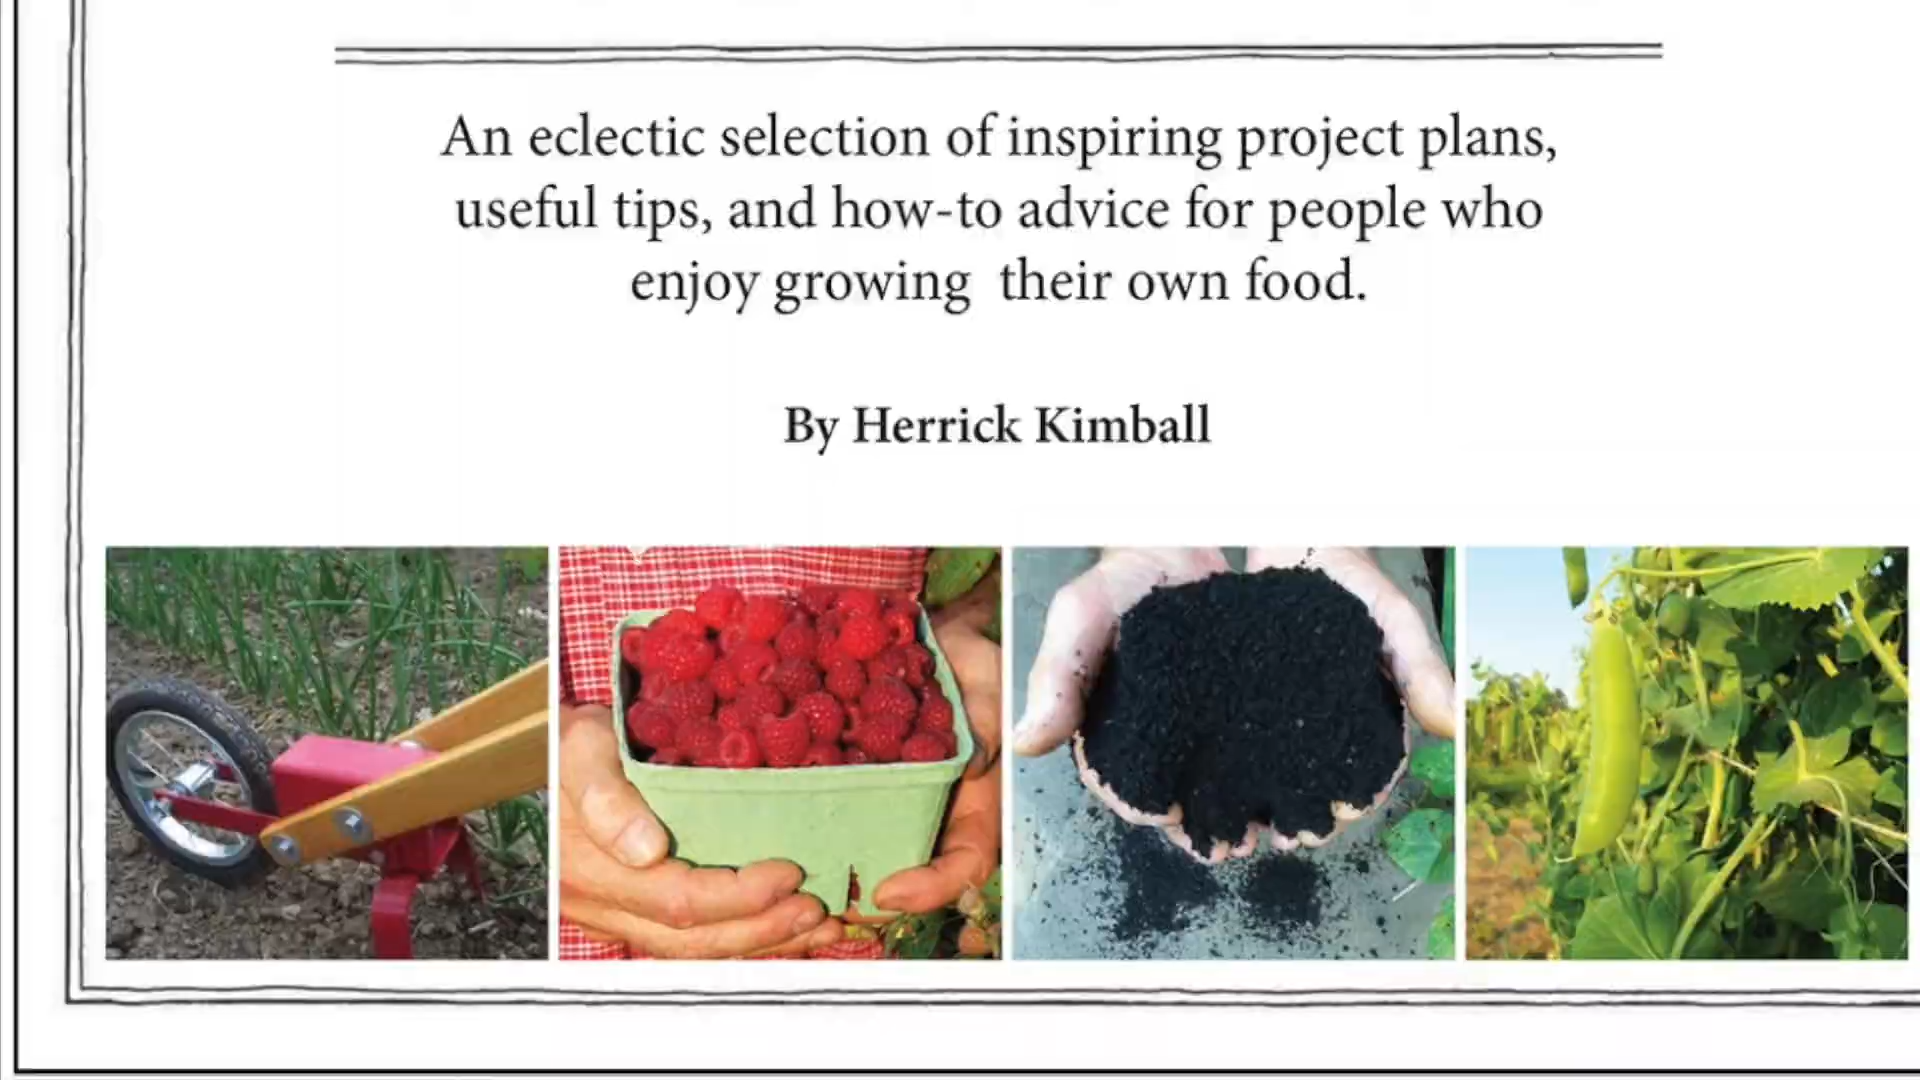 An eclectic selection of inspiring project plans,
useful tips, and how-to advice for people who
enjoy growing  their own food.
By Herrick Kimball